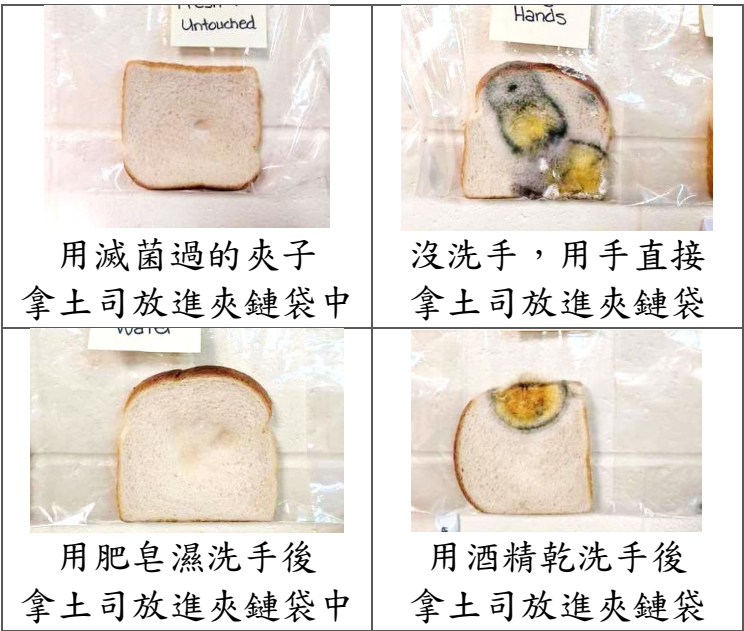 Untouched
Hands
用滅菌過的夾子
拿土司放進夾鏈袋中
沒洗手，用手直接
拿土司放進夾鏈袋
用肥皂濕洗手後
拿土司放進夾鏈袋中
用酒精乾洗手後
拿土司放進夾鏈袋